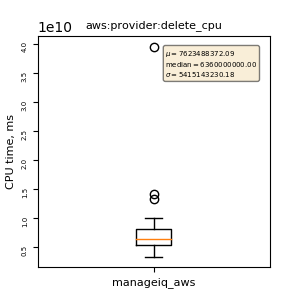 aws:provider:delete_cpu
1e10
4.0
3.5
3.0
2.5
2.0
1.5
1.0
0.5
CPU time, ms
μ = 7623488372.09
median = 6360000000.00
σ = 5415143230.18
manageiq_aws